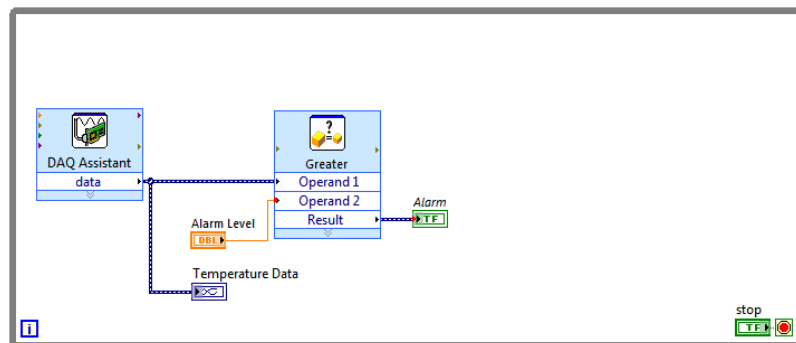 DAQ Assistant
data
?
Greater
Operand 1
Operand 2
Result
Alarm
TF
Alarm Level
DBL
Temperature Data
i
stop
TF